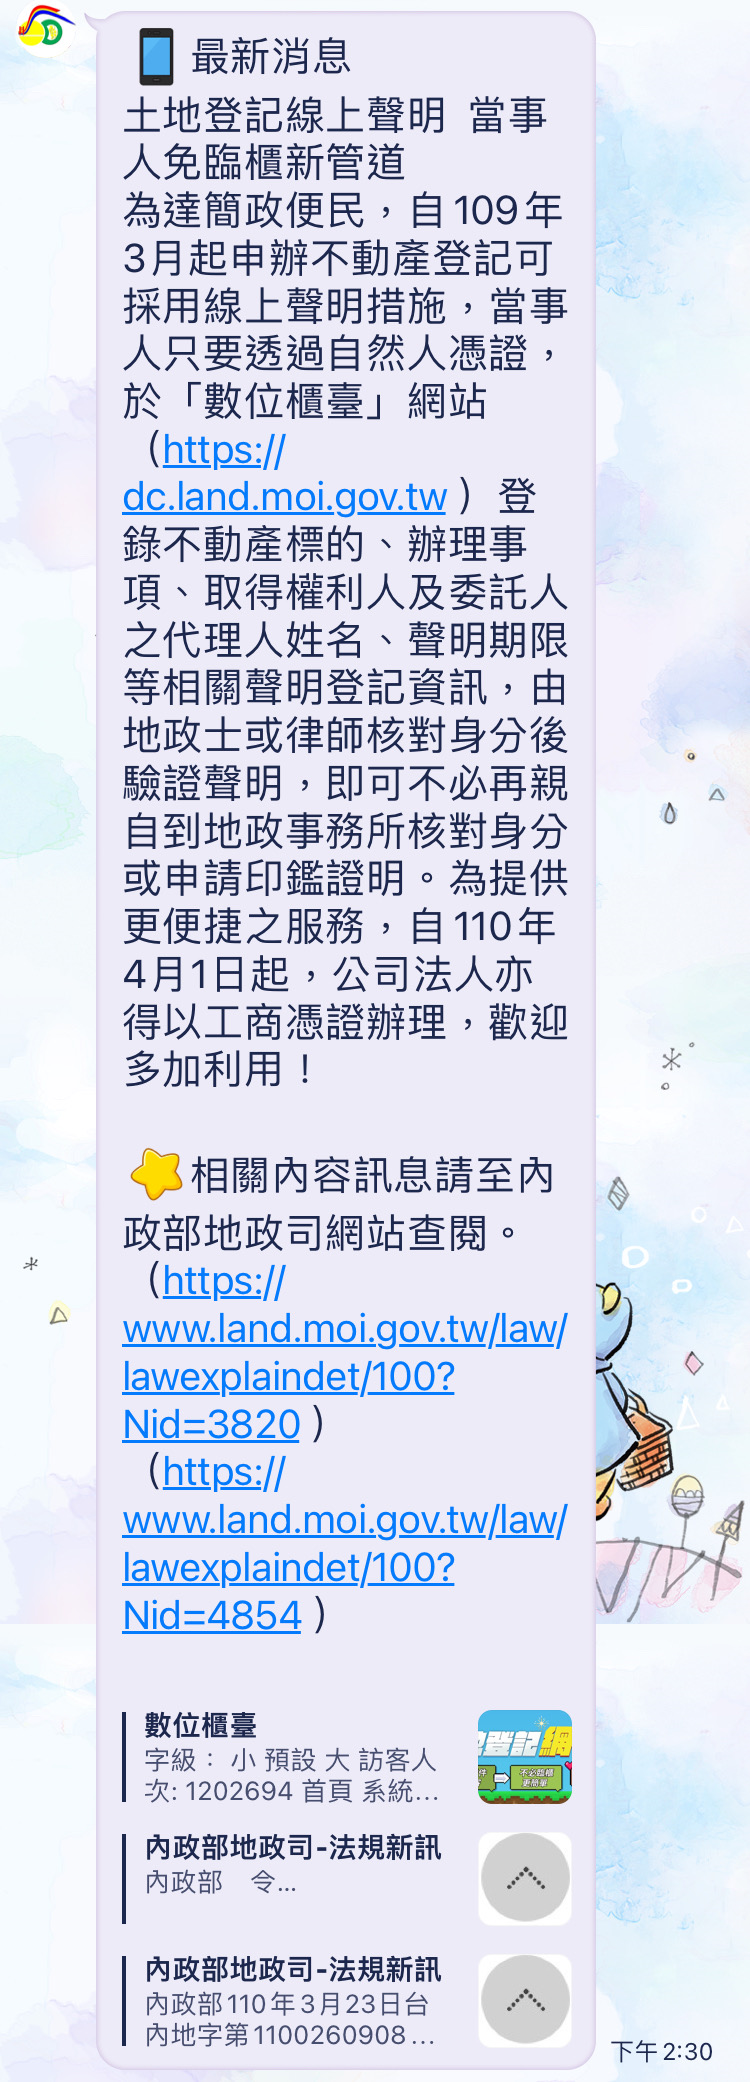 最新消息
土地登記線上聲明 當事
人免臨櫃新管道
為達簡政便民，自109年
3月起申辦不動產登記可
採用線上聲明措施，當事
人只要透過自然人憑證，
於「數位櫃臺」網站
（https://
dc.land.moi.gov.tw ）登
錄不動產標的、辦理事
項、取得權利人及委託人
之代理人姓名、聲明期限
等相關聲明登記資訊，由
地政士或律師核對身分後
驗證聲明，即可不必再親
自到地政事務所核對身分
或申請印鑑證明。為提供
更便捷之服務，自110年
4月1日起，公司法人亦
得以工商憑證辦理，歡迎
多加利用！
相關內容訊息請至內
政部地政司網站查閱。
（https://
www.land.moi.gov.tw/law/
lawexplaindet/100?
Nid=3820 ）
（https://
www.land.moi.gov.tw/law/
lawexplaindet/100?
Nid=4854 ）
數位櫃臺
字級： 小 預設 大 訪客人
次: 1202694 首頁 系統...
登記網
不必臨櫃
更簡單
內政部地政司-法規新訊
內政部　令...
內政部地政司-法規新訊
內政部110年3月23日台
內地字第1100260908...
下午2:30